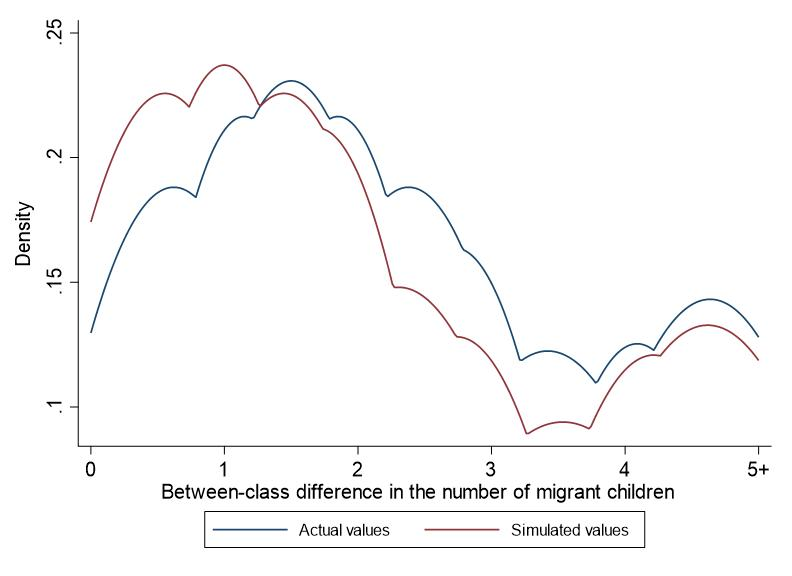 Density
.25
.2
.15
.1
0 1 2 3 4 5+
Between-class difference in the number of migrant children
Actual values Simulated values